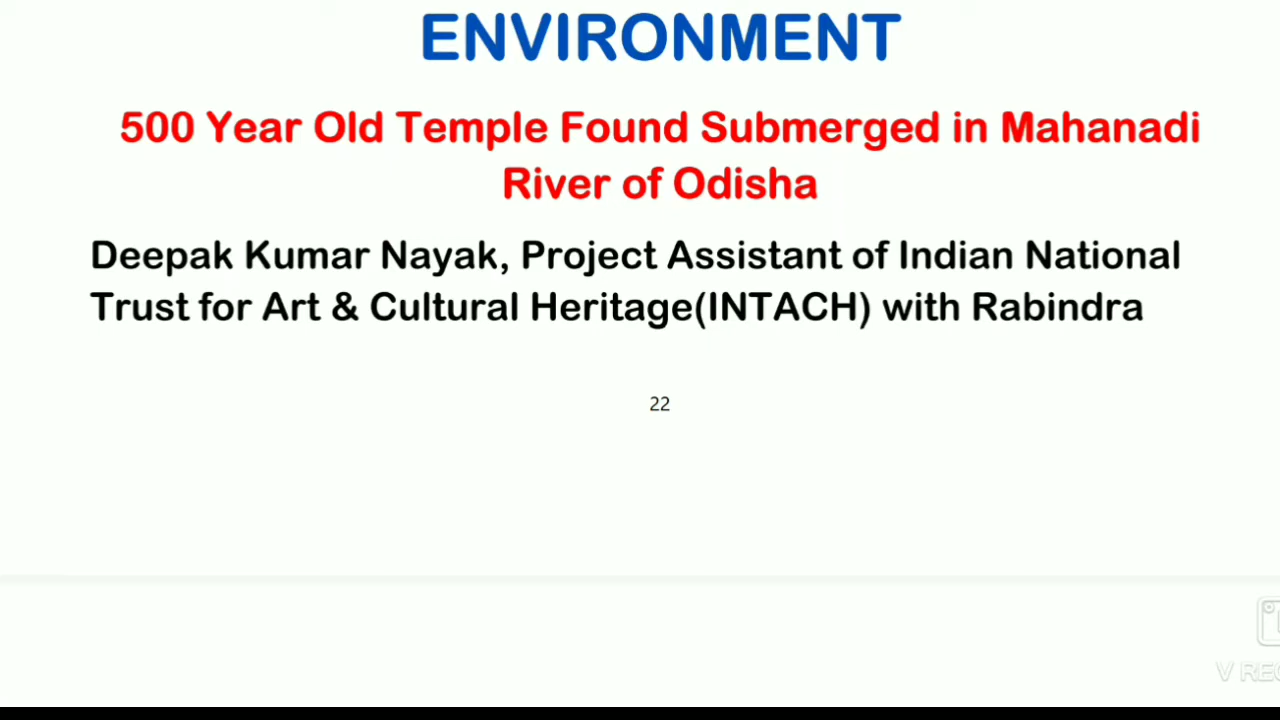 ENVIRONMENT
500 Year Old Temple Found Submerged in Mahanadi
River of Odisha
Deepak Kumar Nayak, Project Assistant of Indian National
Trust for Art & Cultural Heritage(INTACH) with Rabindra
22
V REC